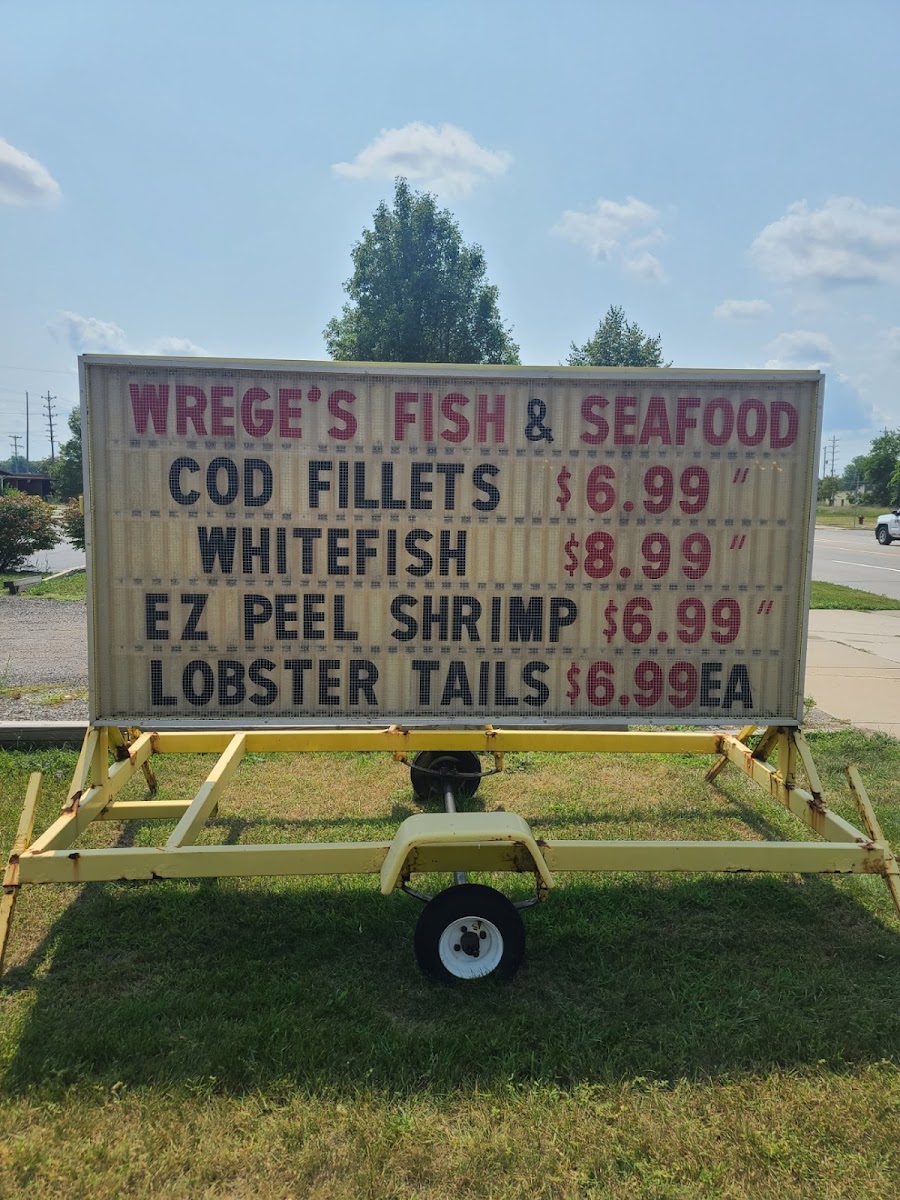 WREGE'S FISH & SEAFOOD
COD FILLETS $6.99 "
WHITEFISH $8.99 "
EZ PEEL SHRIMP $6.99 "
LOBSTER TAILS $6.99EA